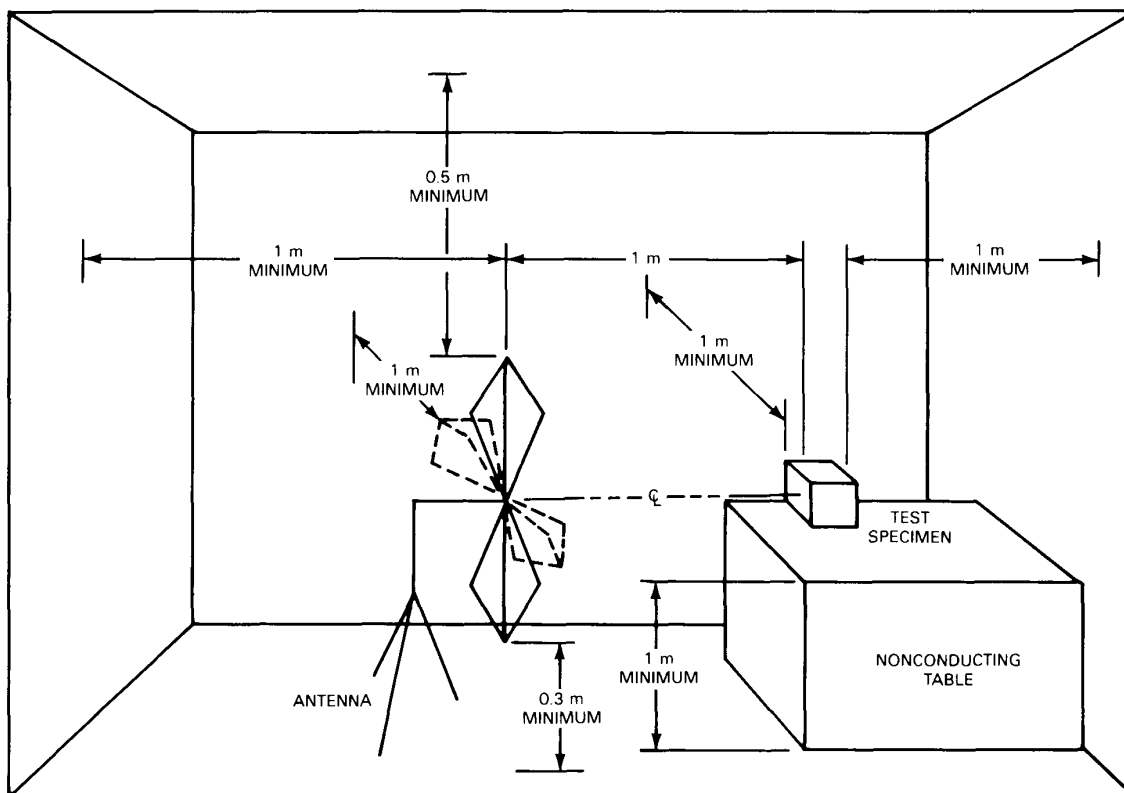 0.5 m
MINIMUM
1 m
MINIMUM
1 m
1 m
MINIMUM
1 m
MINIMUM
1 m
MINIMUM
℄
TEST
SPECIMEN
1 m
MINIMUM
NONCONDUCTING
TABLE
ANTENNA
0.3 m
MINIMUM